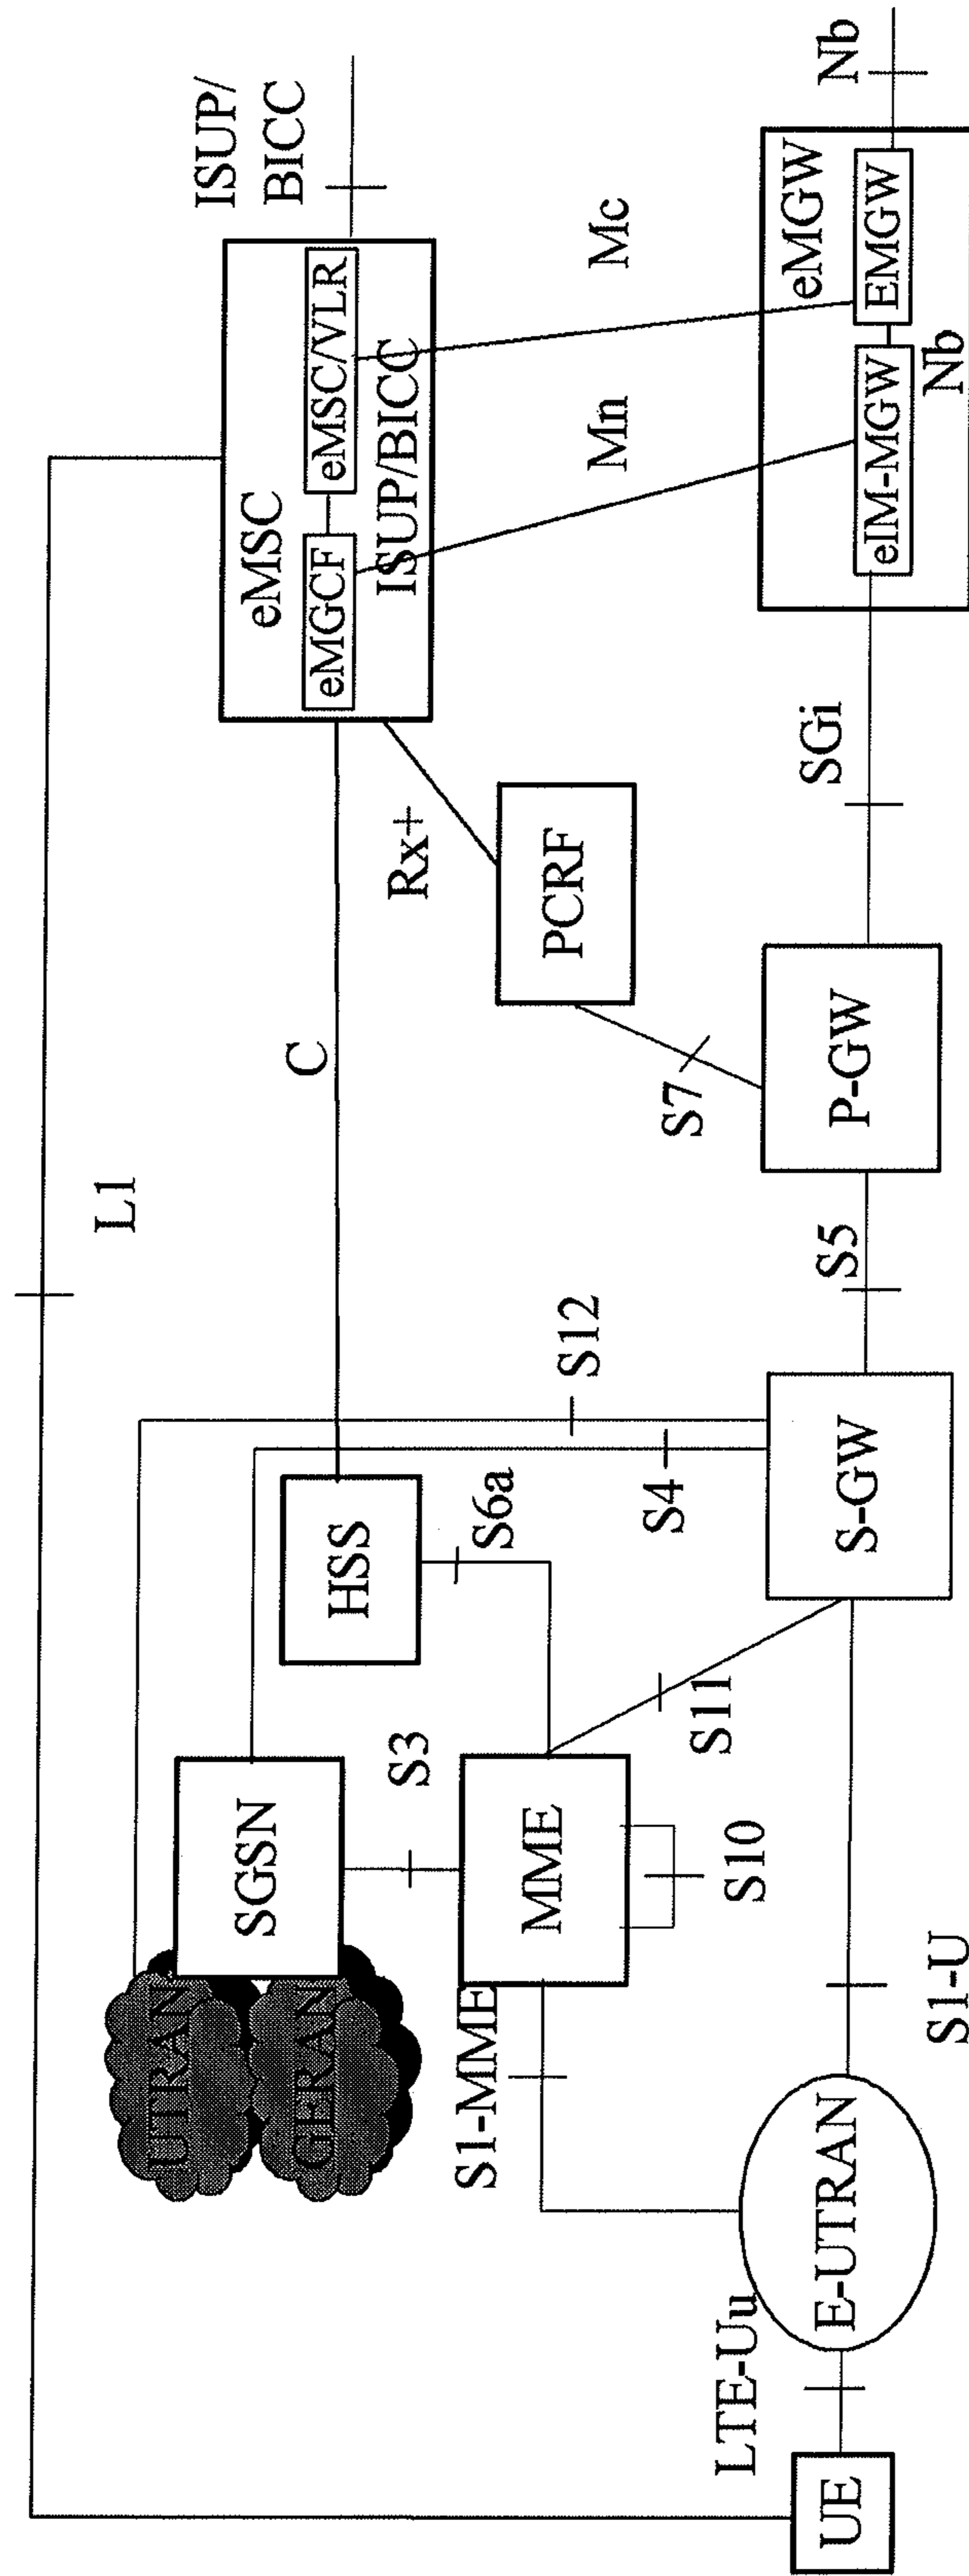 L1
ISUP/
BICC
UTRAN
SGSN
GERAN
HSS
C
eMSC
eMGCF
eMSC/VLR
ISUP/BICC
S3
S6a
S12
Rx+
Mn
Mc
S1-MME
MME
S4
PCRF
S10
S11
S7
LTE-Uu
UE
E-UTRAN
S1-U
S-GW
S5
P-GW
SGi
eMGW
eIM-MGW
EMGW
Nb
Nb